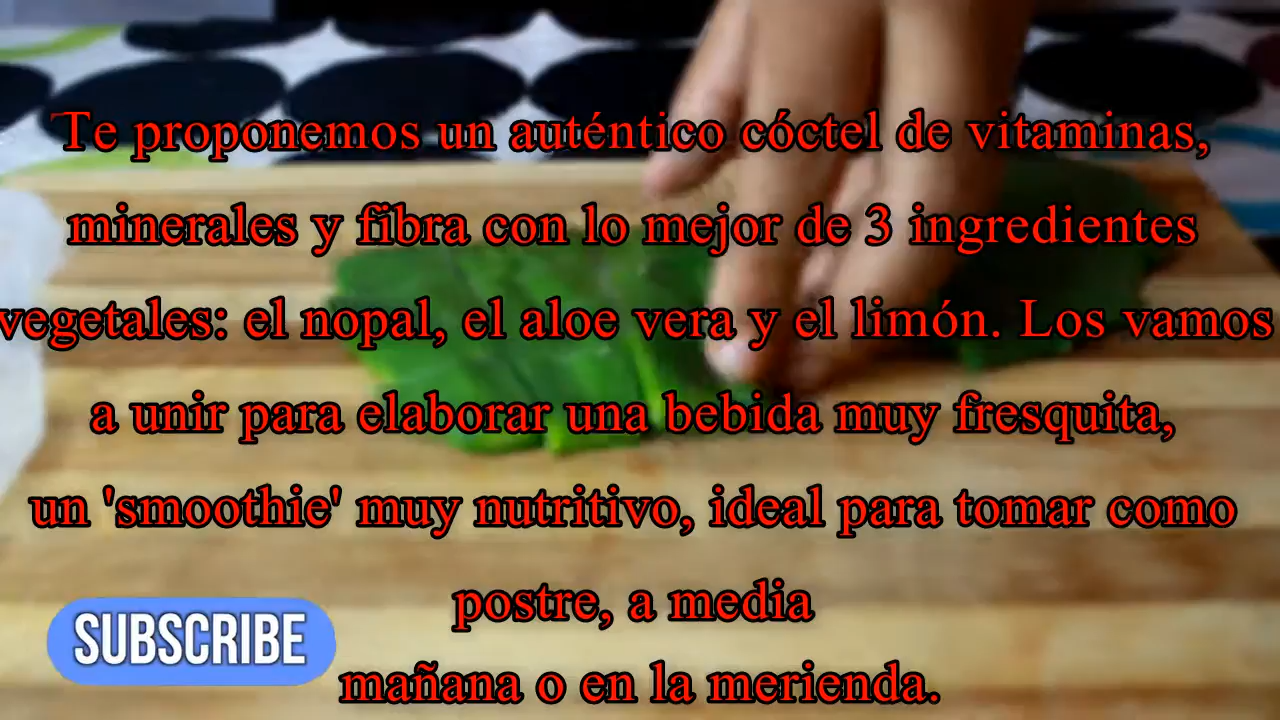 Te proponemos un auténtico cóctel de vitaminas,
minerales y fibra con lo mejor de 3 ingredientes
vegetales: el nopal, el aloe vera y el limón. Los vamos
a unir para elaborar una bebida muy fresquita,
un 'smoothie' muy nutritivo, ideal para tomar como
postre, a media
mañana o en la merienda.
SUBSCRIBE